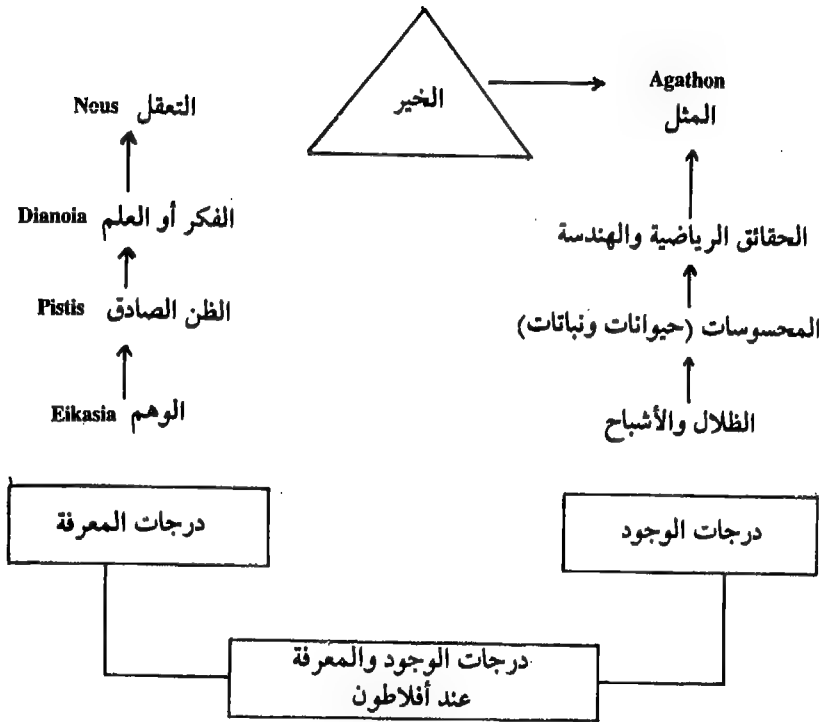 الخير
Agathon
المثل
الحقائق الرياضية والهندسة
المحسوسات (حيوانات ونباتات)
الظلال والأشباح
التعقل Nous
الفكر أو العلم Dianoia
الظن الصادق Pistis
الوهم Eikasia
درجات الوجود
درجات المعرفة
درجات الوجود والمعرفة
عند أفلاطون